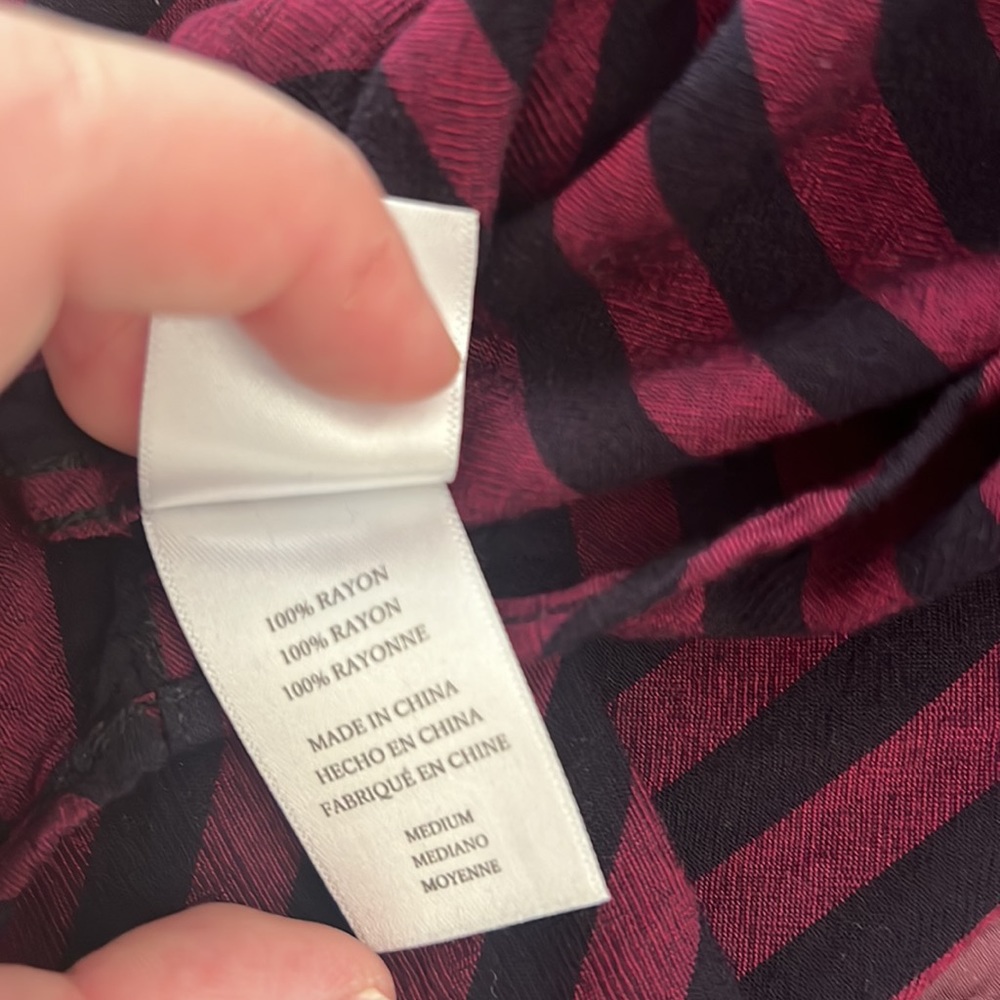 100% RAYON
100% RAYON
100% RAYONNE
MADE IN CHINA
HECHO EN CHINA
FABRIQUÉ EN CHINE
MEDIUM
MEDIANO
MOYENNE